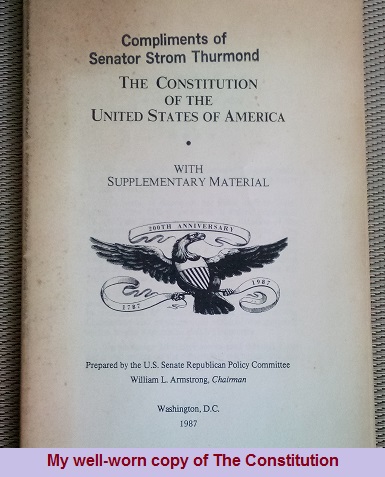 Compliments of
Senator Strom Thurmond
THE CONSTITUTION
OF THE
UNITED STATES OF AMERICA
•
WITH
SUPPLEMENTARY MATERIAL
200TH ANNIVERSARY
1787
1987
Prepared by the U.S. Senate Republican Policy Committee
William L. Armstrong, Chairman
Washington, D.C.
1987
My well-worn copy of The Constitution